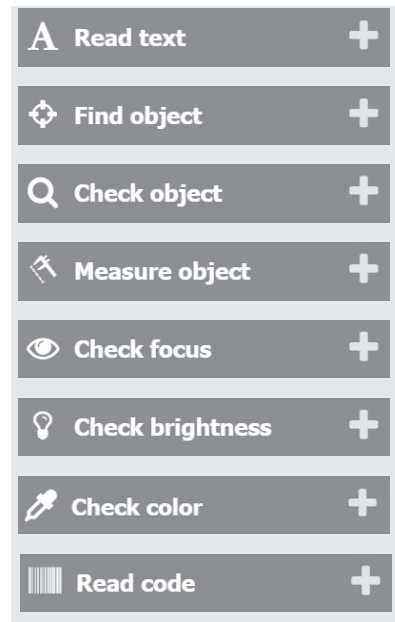 Read text
Find object
Check object
Measure object
Check focus
Check brightness
Check color
Read code